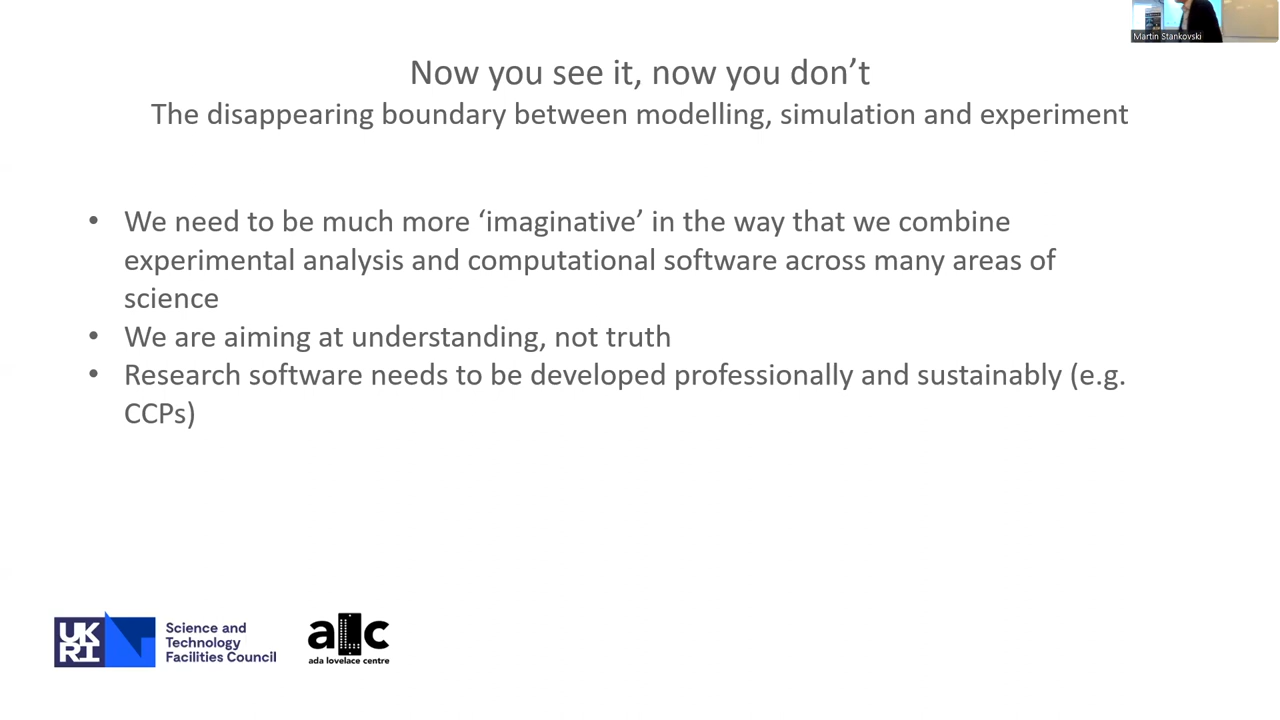 Martin Stankovski
Now you see it, now you don’t
The disappearing boundary between modelling, simulation and experiment
• We need to be much more ‘imaginative’ in the way that we combine
experimental analysis and computational software across many areas of
science
• We are aiming at understanding, not truth
• Research software needs to be developed professionally and sustainably (e.g.
CCPs)
UK
RI
Science and
Technology
Facilities Council
alc
ada lovelace centre